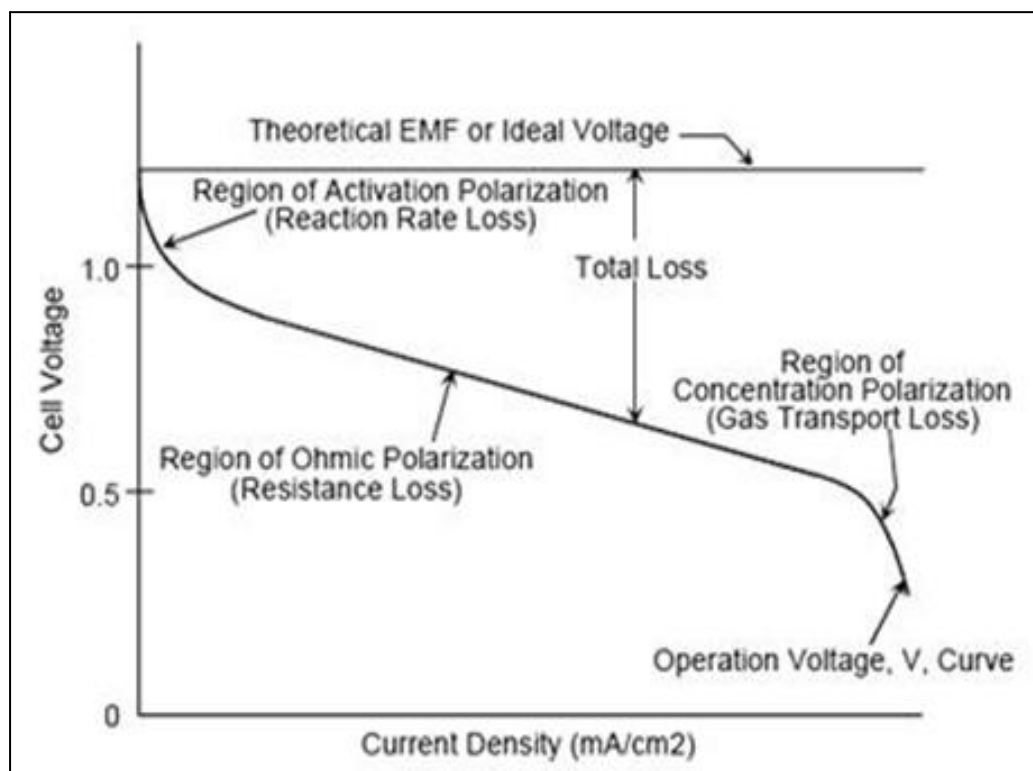 Theoretical EMF or Ideal Voltage
Region of Activation Polarization
(Reaction Rate Loss)
1.0
Total Loss
Cell Voltage
Region of
Concentration Polarization
(Gas Transport Loss)
Region of Ohmic Polarization
(Resistance Loss)
0.5
Operation Voltage, V, Curve
0
Current Density (mA/cm2)